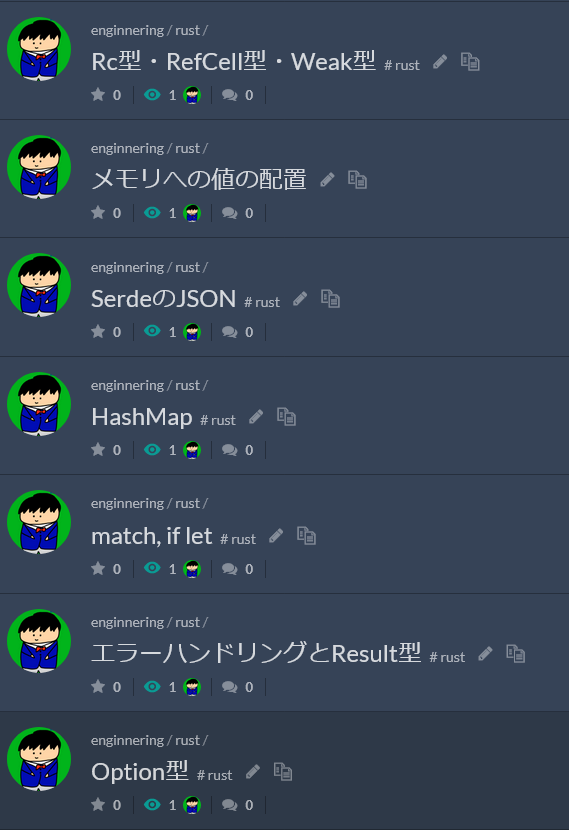 enginnering / rust /
Rc型・RefCell型・Weak型 # rust
0 1 0
enginnering / rust /
メモリへの値の配置
0 1 0
enginnering / rust /
SerdeのJSON # rust
0 1 0
enginnering / rust /
HashMap # rust
0 1 0
enginnering / rust /
match, if let # rust
0 1 0
enginnering / rust /
エラーハンドリングとResult型 # rust
0 1 0
enginnering / rust /
Option型 # rust
0 1 0